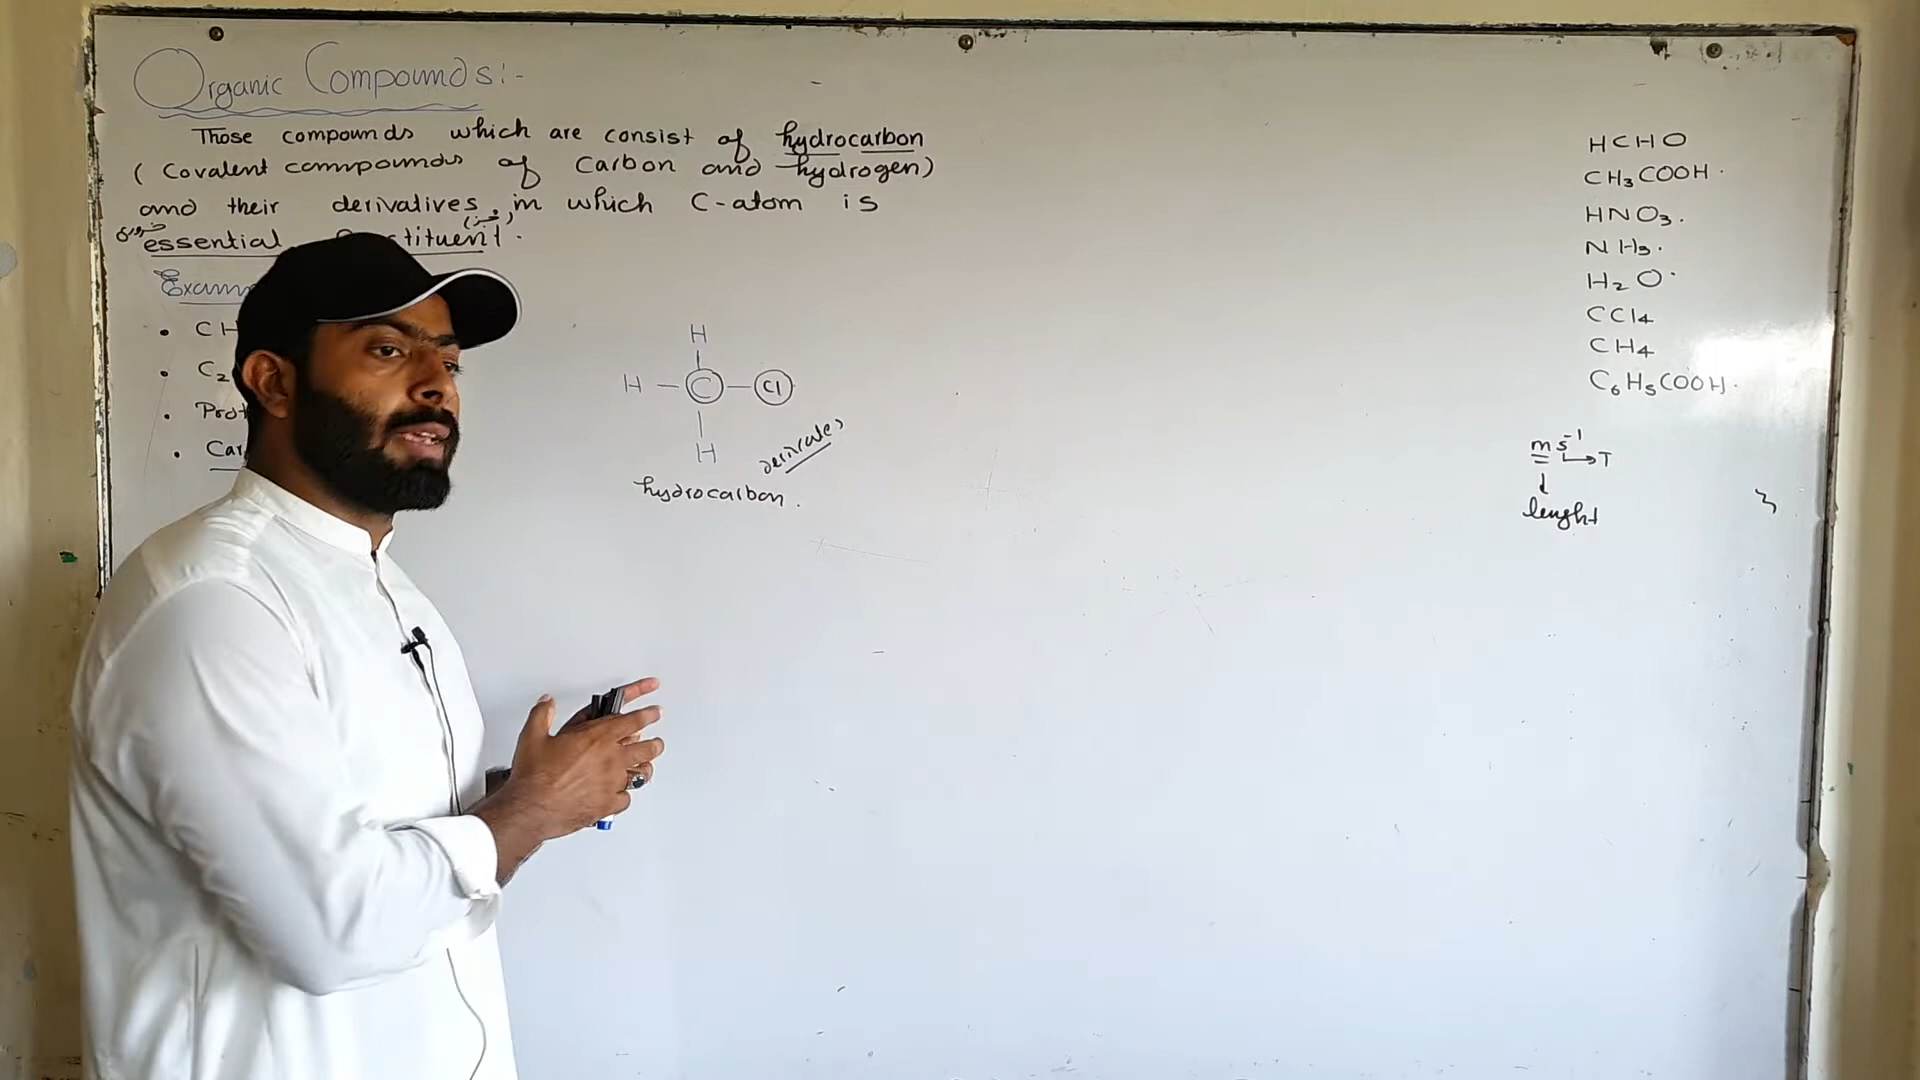 Organic Compounds:-
Those compounds which are consist of hydrocarbon
( Covalent compounds of Carbon and hydrogen)
and their derivatives in which C-atom is
essential
Exam
• CH
• C2
• Prot
• Car
H
H - C - Cl
H
derivates
hydrocarbon.
HCHO
CH3COOH.
HNO3.
NH3.
H2O.
CCl4
CH4
C6H5COOH.
ms-1
T
lenght